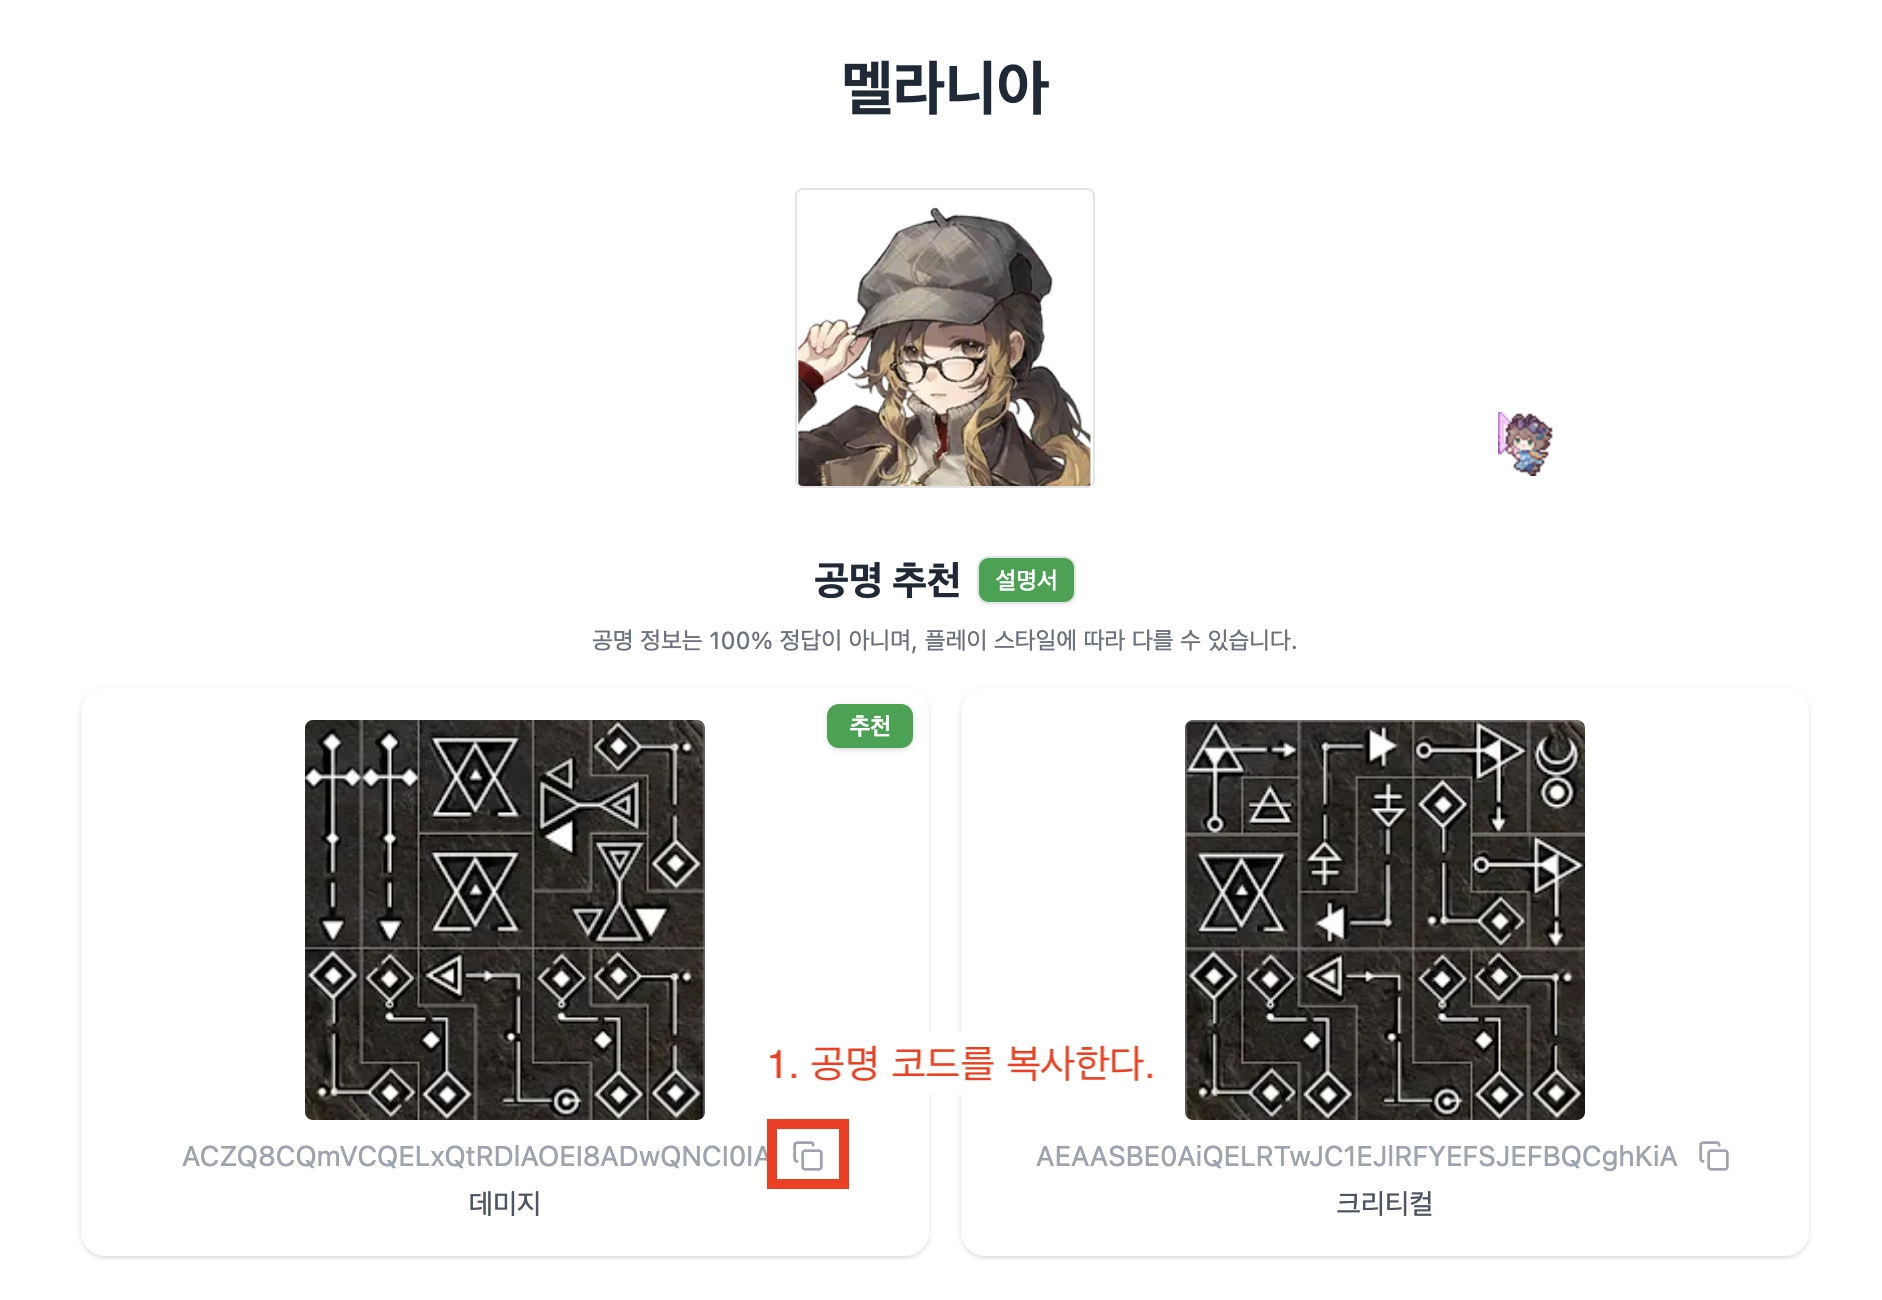 멜라니아
공명 추천 설명서
공명 정보는 100% 정답이 아니며, 플레이 스타일에 따라 다를 수 있습니다.
추천
1. 공명 코드를 복사한다.
ACZQ8CQmVCQELxQtRDlAOEI8ADwQNCI0IA
데미지
AEAASBE0AiQELRTwJC1EJlRFYEFSJEFBQCghKiA
크리티컬